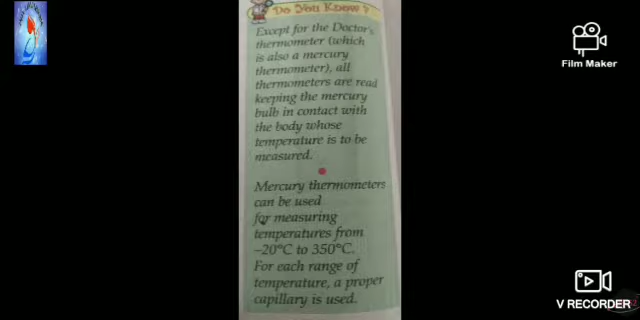 Do You Know?
Except for the Doctor's
thermometer (which
is also a mercury
thermometer), all
thermometers are read
keeping the mercury
bulb in contact with
the body whose
temperature is to be
measured.
Mercury thermometers
can be used
for measuring
temperatures from
–20°C to 350°C.
For each range of
temperature, a proper
capillary is used.
Film Maker
V RECORDER